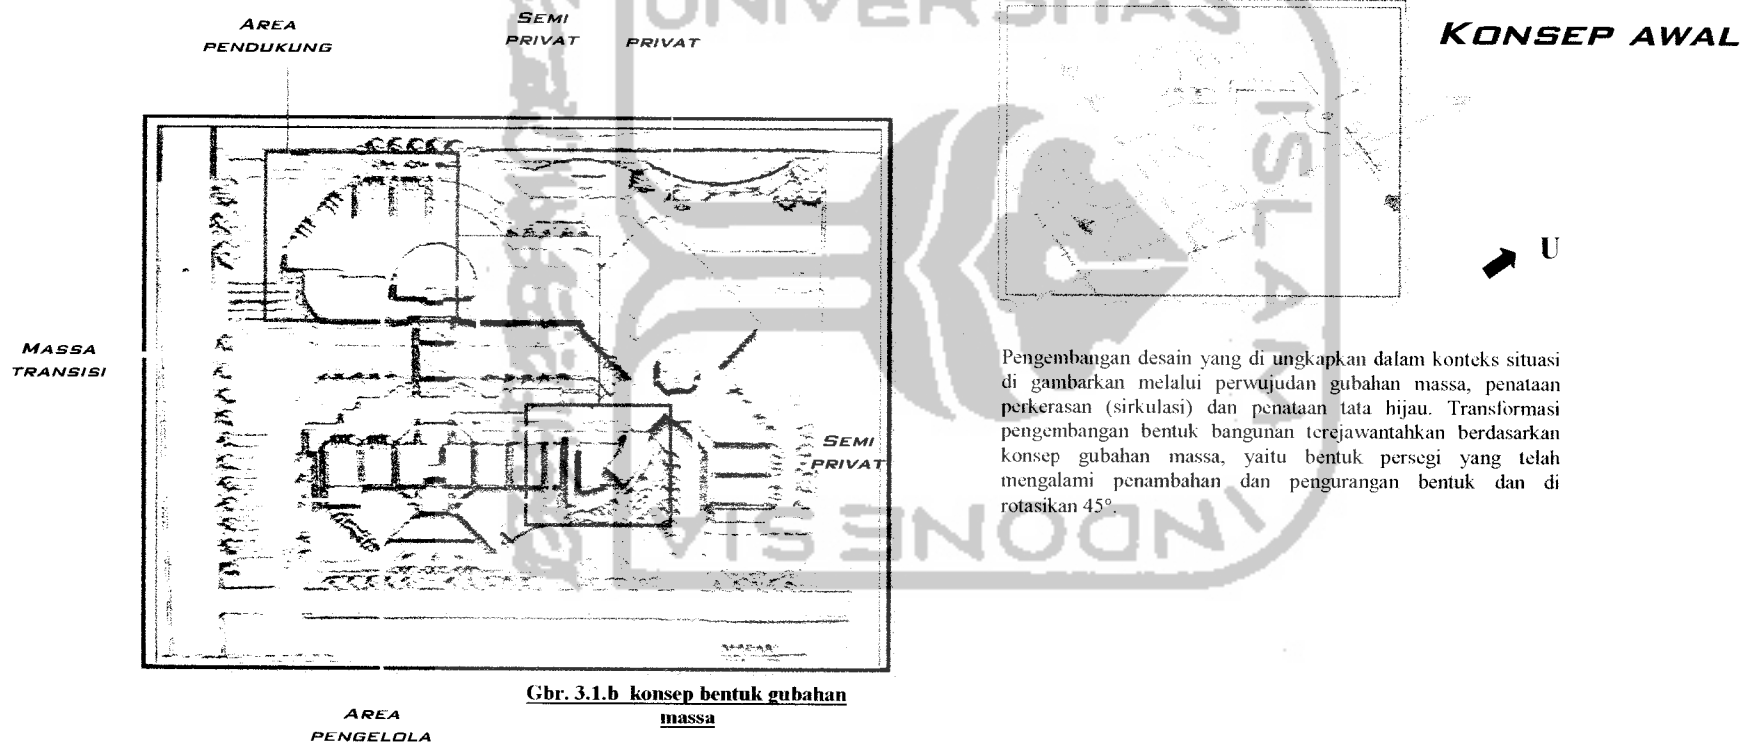 KONSEP AWAL
AREA
PENDUKUNG
SEMI
PRIVAT
PRIVAT
MASSA
TRANSISI
SEMI
PRIVAT
AREA
PENGELOLA
Gbr. 3.1.b konsep bentuk gubahan
massa
U
Pengembangan desain yang di ungkapkan dalam konteks situasi
di gambarkan melalui perwujudan gubahan massa, penataan
perkerasan (sirkulasi) dan penataan tata hijau. Transformasi
pengembangan bentuk bangunan terejawantahkan berdasarkan
konsep gubahan massa, yaitu bentuk persegi yang telah
mengalami penambahan dan pengurangan bentuk dan di
rotasikan 45°.
UNIVERSITAS
ISLAM
INDONESIA